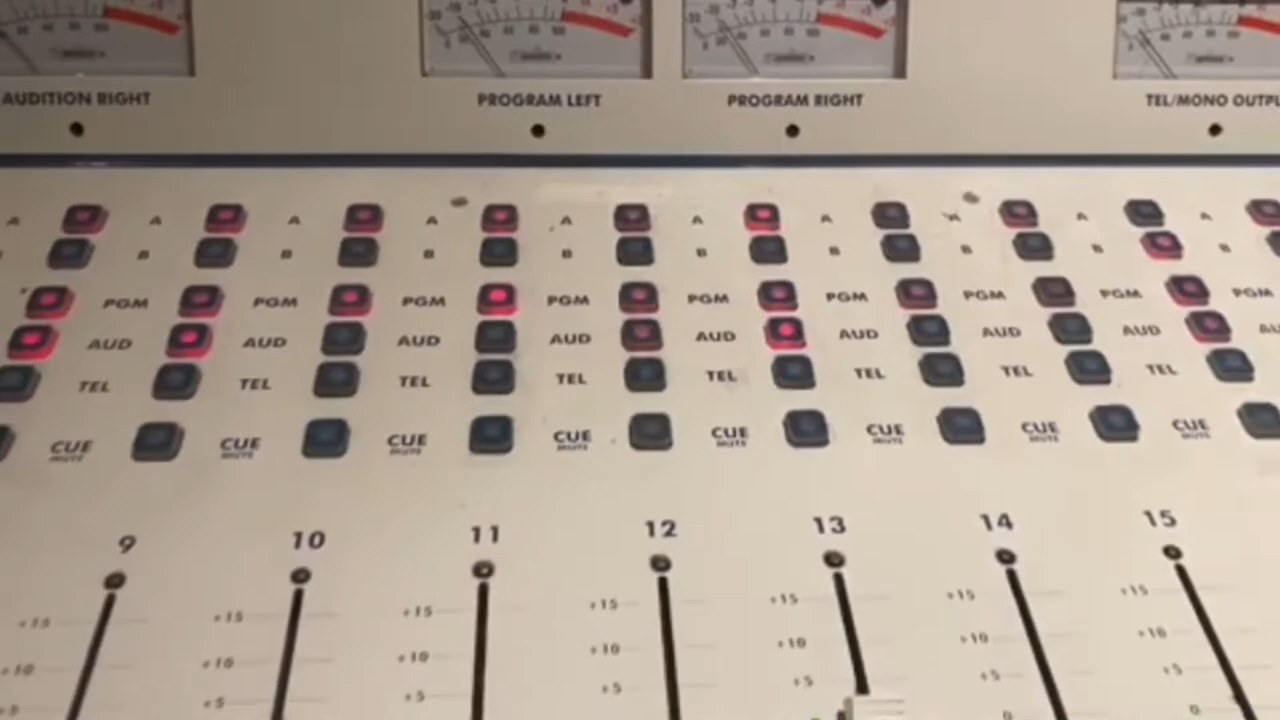 AUDITION RIGHT PROGRAM LEFT PROGRAM RIGHT TEL/MONO OUTPU
A A A A A A A A A A
B B B B B B B B
PGM PGM PGM PGM PGM PGM PGM PGM PGM
AUD AUD AUD AUD AUD AUD AUD AUD AU
TEL TEL TEL TEL TEL TEL TEL TEL
CUE CUE CUE CUE CUE CUE CUE CUE
MUTE MUTE MUTE MUTE MUTE MUTE MUTE MUTE
9 10 11 12 13 14 15
+15 +15 +15 +15 +15 +15 +15
+10 +10 +10 +10 +10 +10 +10
+5 +5 +5 +5 +5 +5 +5
0 0